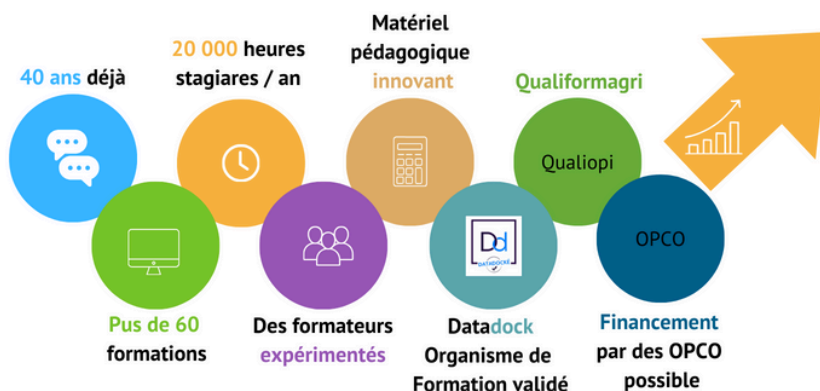 40 ans déjà
20 000 heures
stagiares / an
Matériel
pédagogique
innovant
Qualiformagri
Qualiopi
OPCO
Dd
DATADOCKÉ
Pus de 60
formations
Des formateurs
expérimentés
Datadock
Organisme de
Formation validé
Financement
par des OPCO
possible